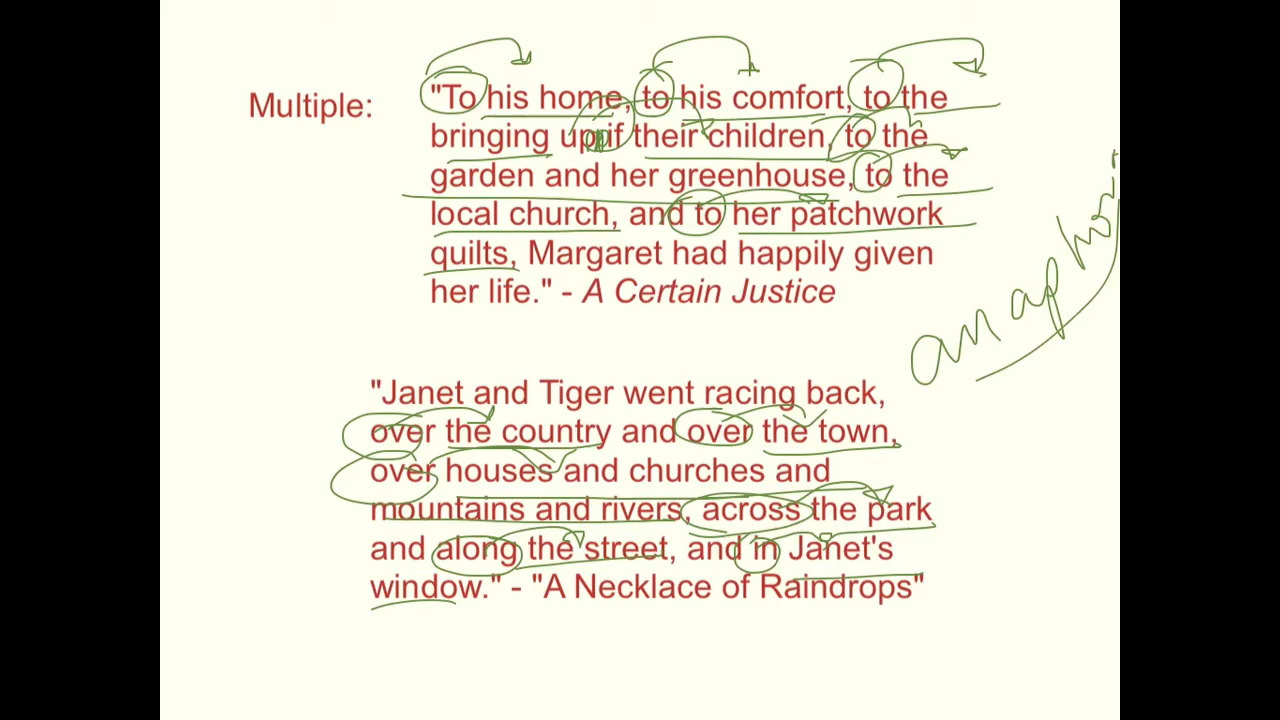 Multiple:
"To his home, to his comfort, to the
bringing up if their children, to the
garden and her greenhouse, to the
local church, and to her patchwork
quilts, Margaret had happily given
her life." - A Certain Justice
anaphor
"Janet and Tiger went racing back,
over the country and over the town,
over houses and churches and
mountains and rivers, across the park
and along the street, and in Janet's
window." - "A Necklace of Raindrops"